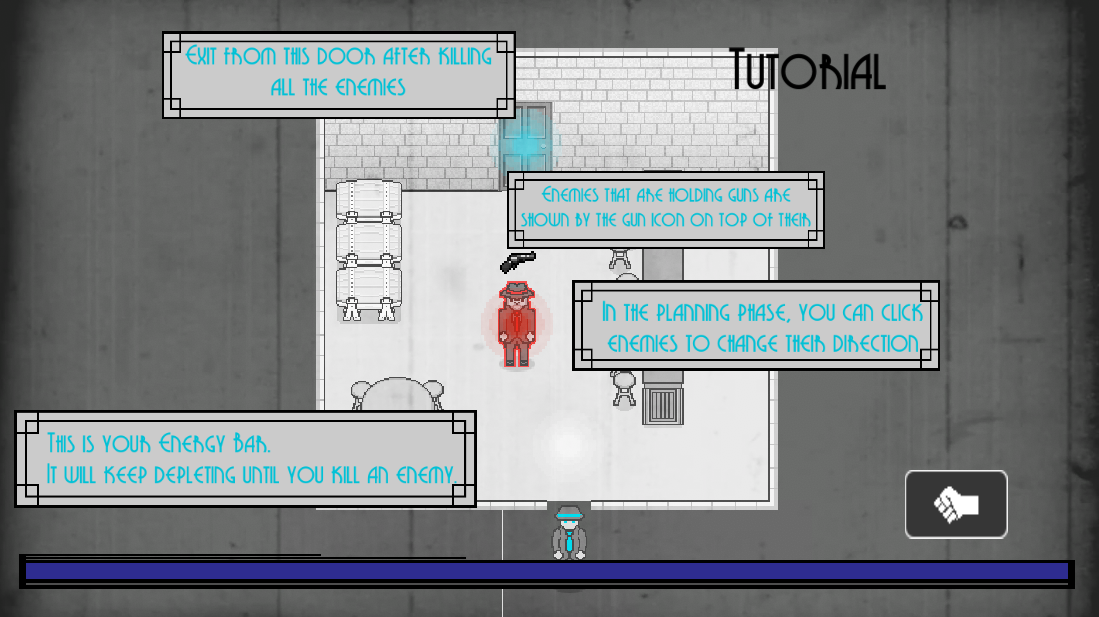 Exit from this door after killing
all the enemies
Tutorial
Enemies that are holding guns are
shown by the gun icon on top of their
In the planning phase, you can click
enemies to change their direction
This is your Energy Bar.
It will keep depleting until you kill an enemy.